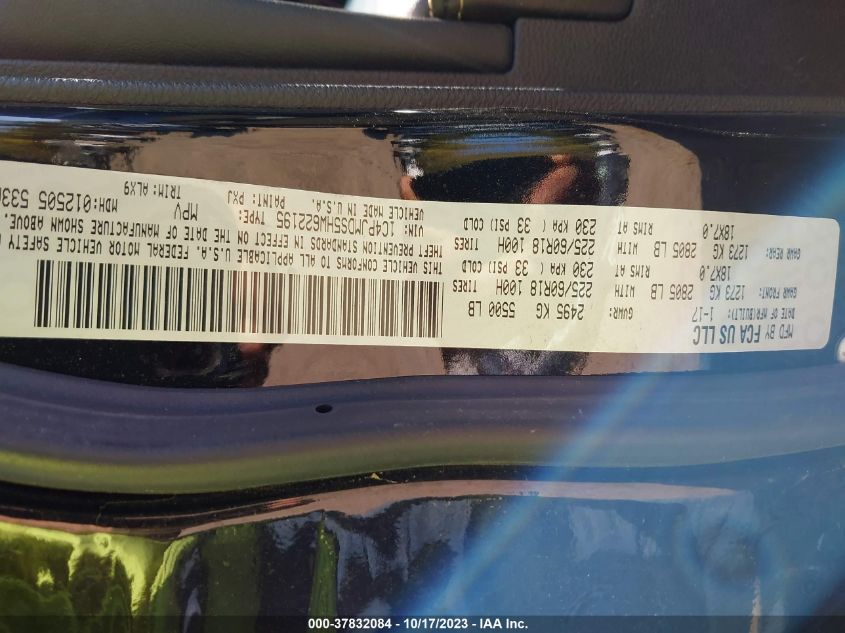 MFD BY FCA US LLC
DATE OF MFR(BUILT): 1-17 GVWR: 2495 KG 5500 LB
GAWR FRONT: 1273 KG 2805 LB WITH 225/60R18 100H TIRES
18X7.0 RIMS AT 230 KPA (33 PSI) COLD
GAWR REAR: 1273 KG 2805 LB WITH 225/60R18 100H TIRES
18X7.0 RIMS AT 230 KPA (33 PSI) COLD
THIS VEHICLE CONFORMS TO ALL APPLICABLE U.S.A. FEDERAL MOTOR VEHICLE SAFETY
THEFT PREVENTION STANDARDS IN EFFECT ON THE DATE OF MANUFACTURE SHOWN ABOVE.
VIN: 1C4PJMDS5HW622195 TYPE: MPV MDH:012505
VEHICLE MADE IN U.S.A. PAINT: PXJ TRIM: ALX9
000-37832084 - 10/17/2023 - IAA Inc.